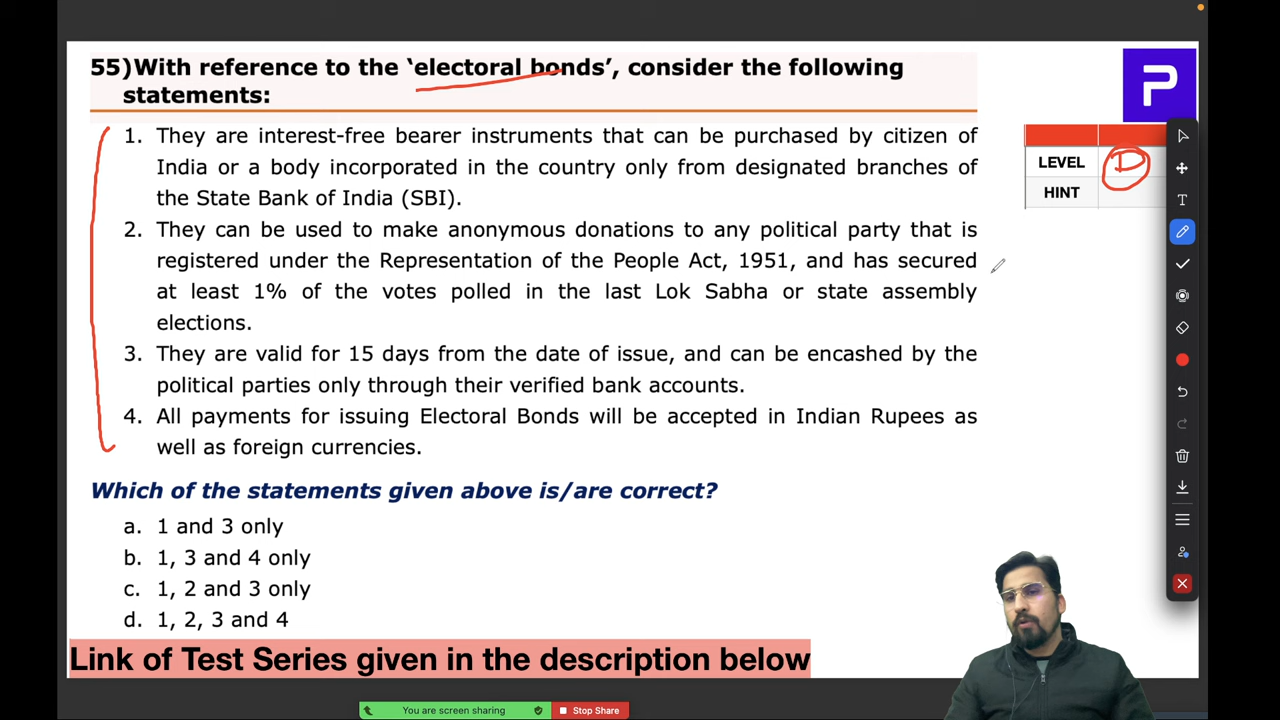 55)With reference to the ‘electoral bonds’, consider the following
statements:
1. They are interest-free bearer instruments that can be purchased by citizen of
India or a body incorporated in the country only from designated branches of
the State Bank of India (SBI).
2. They can be used to make anonymous donations to any political party that is
registered under the Representation of the People Act, 1951, and has secured
at least 1% of the votes polled in the last Lok Sabha or state assembly
elections.
3. They are valid for 15 days from the date of issue, and can be encashed by the
political parties only through their verified bank accounts.
4. All payments for issuing Electoral Bonds will be accepted in Indian Rupees as
well as foreign currencies.
Which of the statements given above is/are correct?
a. 1 and 3 only
b. 1, 3 and 4 only
c. 1, 2 and 3 only
d. 1, 2, 3 and 4
Link of Test Series given in the description below
P
LEVEL D
HINT
T
You are screen sharing
Stop Share